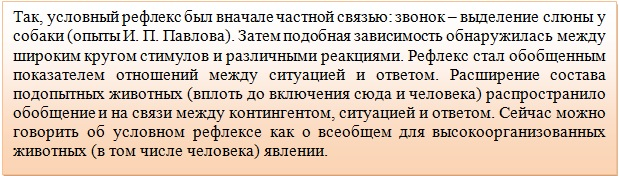 Так, условный рефлекс был вначале частной связью: звонок – выделение слюны у
собаки (опыты И. П. Павлова). Затем подобная зависимость обнаружилась между
широким кругом стимулов и различными реакциями. Рефлекс стал обобщенным
показателем отношений между ситуацией и ответом. Расширение состава
подопытных животных (вплоть до включения сюда и человека) распространило
обобщение и на связи между контингентом, ситуацией и ответом. Сейчас можно
говорить об условном рефлексе как о всеобщем для высокоорганизованных
животных (в том числе человека) явлении.